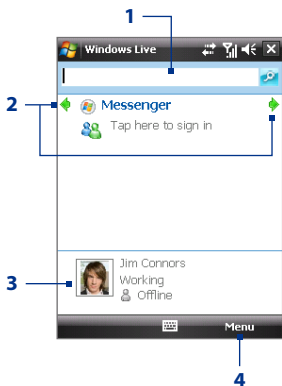 1
Windows Live
2
Messenger
Tap here to sign in
3
Jim Connors
Working
Offline
Menu
4